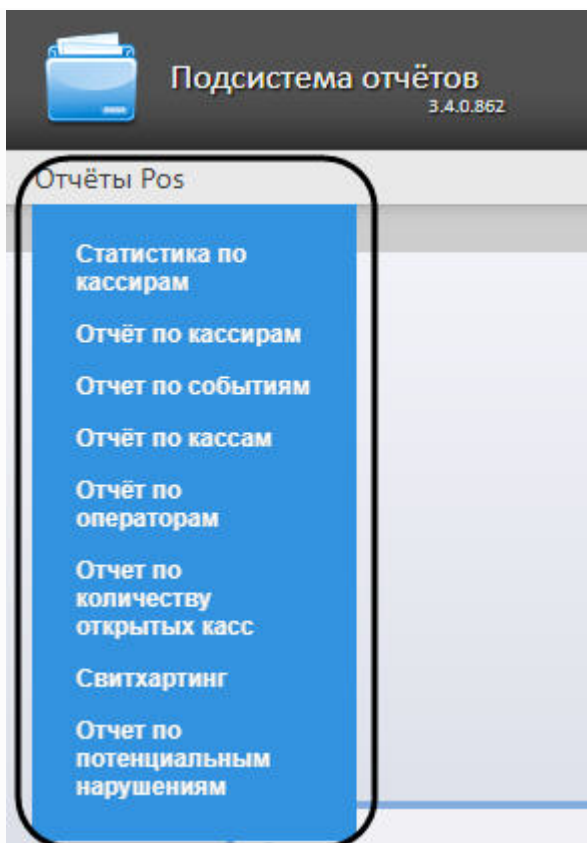 Подсистема отчётов
3.4.0.862
Отчёты Pos
Статистика по
кассирам
Отчёт по кассирам
Отчет по событиям
Отчёт по кассам
Отчёт по
операторам
Отчет по
количеству
открытых касс
Свитхартинг
Отчет по
потенциальным
нарушениям